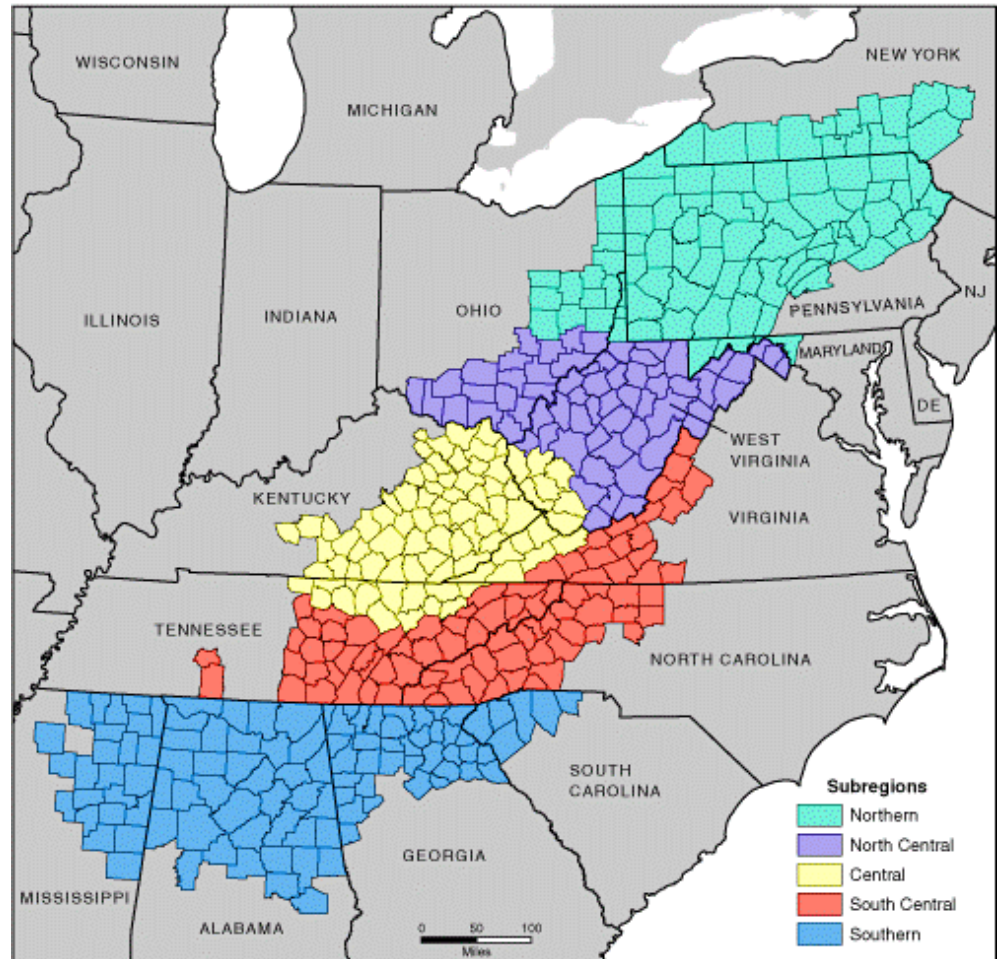 NEW YORK
WISCONSIN
MICHIGAN
PENNSYLVANIA
NJ
ILLINOIS
INDIANA
OHIO
MARYLAND
DE
WEST
VIRGINIA
KENTUCKY
VIRGINIA
TENNESSEE
NORTH CAROLINA
SOUTH
CAROLINA
GEORGIA
MISSISSIPPI
ALABAMA
Subregions
Northern
North Central
Central
South Central
Southern
0 50 100
Miles